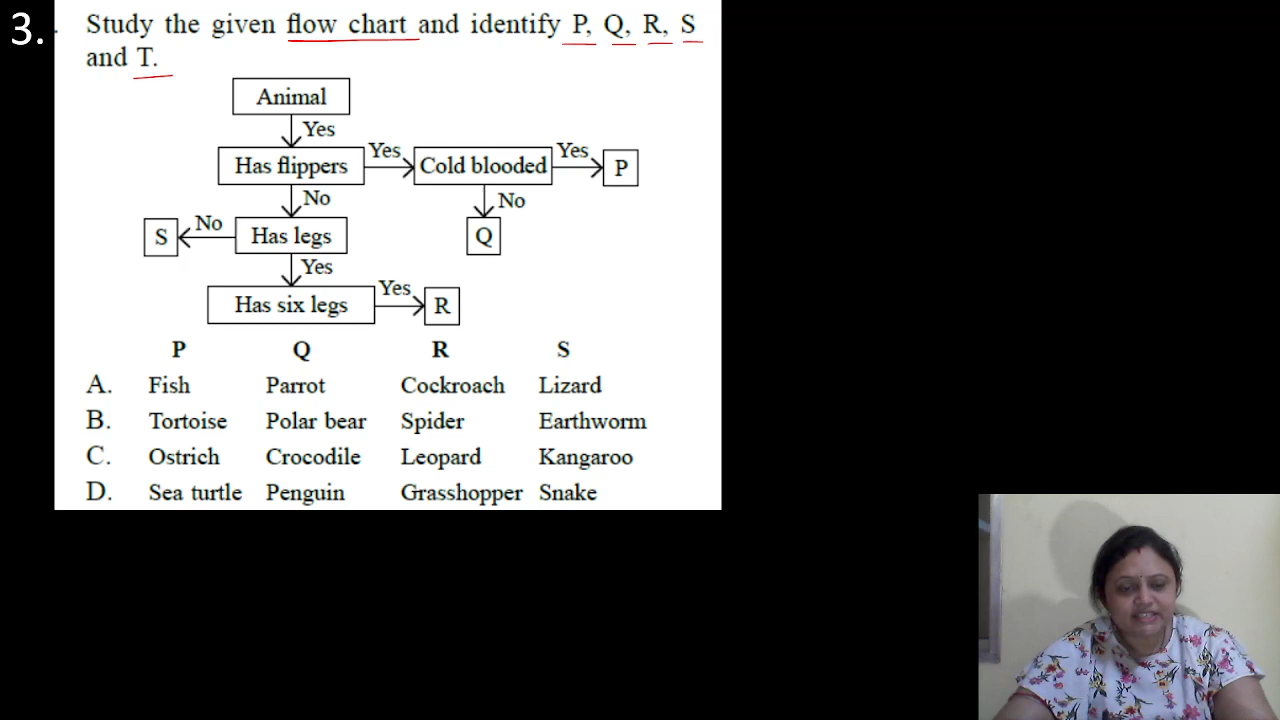 3. . Study the given flow chart and identify P, Q, R, S
and T.
Animal
Yes
Has flippers Yes Cold blooded Yes P
No No
S No Has legs Q
Yes
Has six legs Yes R
P Q R S
A. Fish Parrot Cockroach Lizard
B. Tortoise Polar bear Spider Earthworm
C. Ostrich Crocodile Leopard Kangaroo
D. Sea turtle Penguin Grasshopper Snake